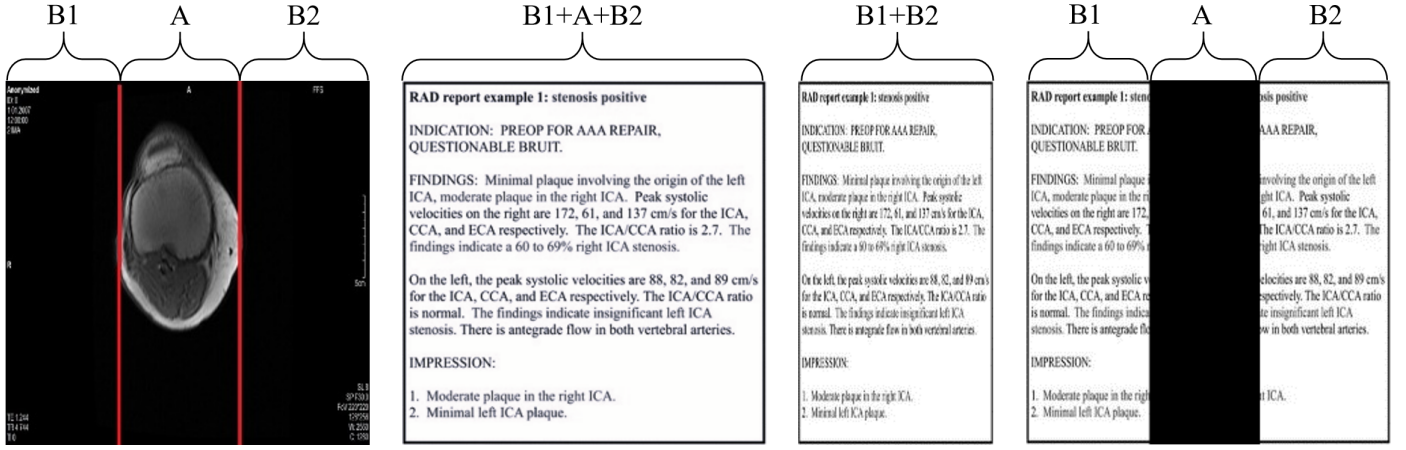 B1 A B2 B1+A+B2 B1+B2 B1 A B2
Anonymized A FFS
R
5cm
SL 8
C: 1280
RAD report example 1: stenosis positive
INDICATION: PREOP FOR AAA REPAIR,
QUESTIONABLE BRUIT.
FINDINGS: Minimal plaque involving the origin of the left
ICA, moderate plaque in the right ICA. Peak systolic
velocities on the right are 172, 61, and 137 cm/s for the ICA,
CCA, and ECA respectively. The ICA/CCA ratio is 2.7. The
findings indicate a 60 to 69% right ICA stenosis.
On the left, the peak systolic velocities are 88, 82, and 89 cm/s
for the ICA, CCA, and ECA respectively. The ICA/CCA ratio
is normal. The findings indicate insignificant left ICA
stenosis. There is antegrade flow in both vertebral arteries.
IMPRESSION:
1. Moderate plaque in the right ICA.
2. Minimal left ICA plaque.
RAD report example 1: stenosis positive
INDICATION: PREOP FOR AAA REPAIR,
QUESTIONABLE BRUIT.
FINDINGS: Minimal plaque involving the origin of the left
ICA, moderate plaque in the right ICA. Peak systolic
velocities on the right are 172, 61, and 137 cm/s for the ICA,
CCA, and ECA respectively. The ICA/CCA ratio is 2.7. The
findings indicate a 60 to 69% right ICA stenosis.
On the left, the peak systolic velocities are 88, 82, and 89 cm/s
for the ICA, CCA, and ECA respectively. The ICA/CCA ratio
is normal. The findings indicate insignificant left ICA
stenosis. There is antegrade flow in both vertebral arteries.
IMPRESSION:
1. Moderate plaque in the right ICA.
2. Minimal left ICA plaque.
RAD report example 1: sten osis positive
INDICATION: PREOP FOR AAA REPAIR,
QUESTIONABLE BRUIT.
FINDINGS: Minimal plaque involving the origin of the left
ICA, moderate plaque in the ri ght ICA. Peak systolic
velocities on the right are 172, 61, and 137 cm/s for the ICA,
CCA, and ECA respectively. The ICA/CCA ratio is 2.7. The
findings indicate a 60 to 69% right ICA stenosis.
On the left, the peak systolic v elocities are 88, 82, and 89 cm/s
for the ICA, CCA, and ECA re spectively. The ICA/CCA ratio
is normal. The findings indica te insignificant left ICA
stenosis. There is antegrade flo w in both vertebral arteries.
IMPRESSION:
1. Moderate plaque in the righ t ICA.
2. Minimal left ICA plaque.